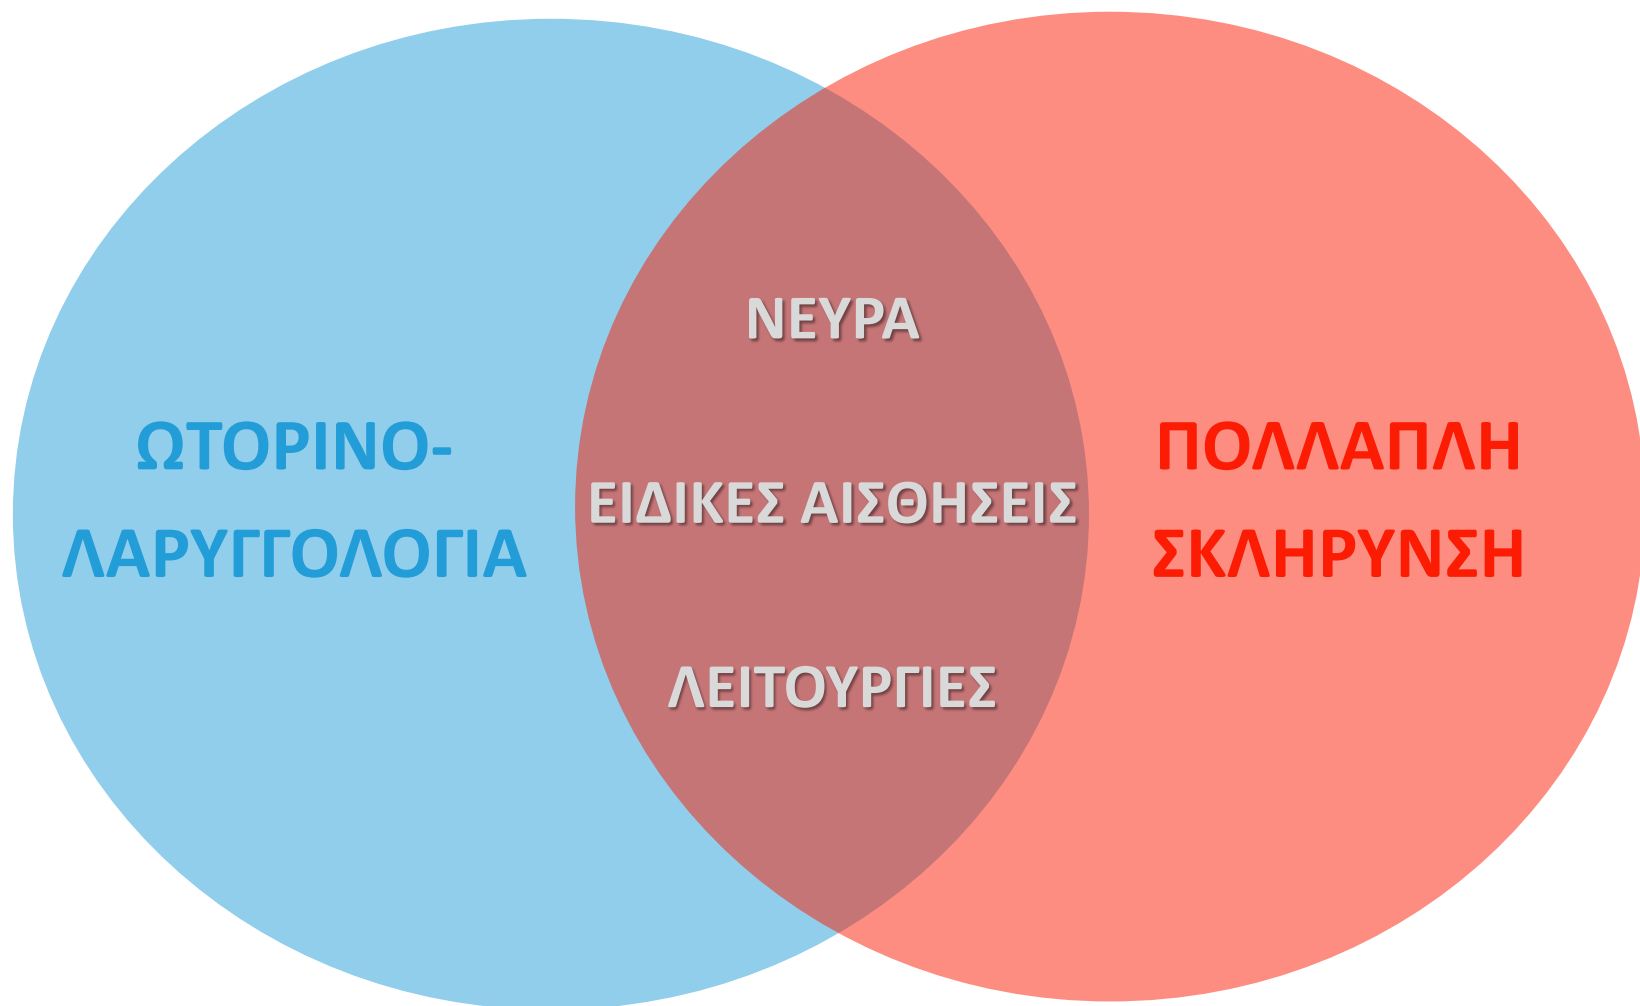 ΩΤΟΡΙΝΟ-
ΛΑΡΥΓΓΟΛΟΓΙΑ
ΝΕΥΡΑ
ΕΙΔΙΚΕΣ ΑΙΣΘΗΣΕΙΣ
ΛΕΙΤΟΥΡΓΙΕΣ
ΠΟΛΛΑΠΛΗ
ΣΚΛΗΡΥΝΣΗ